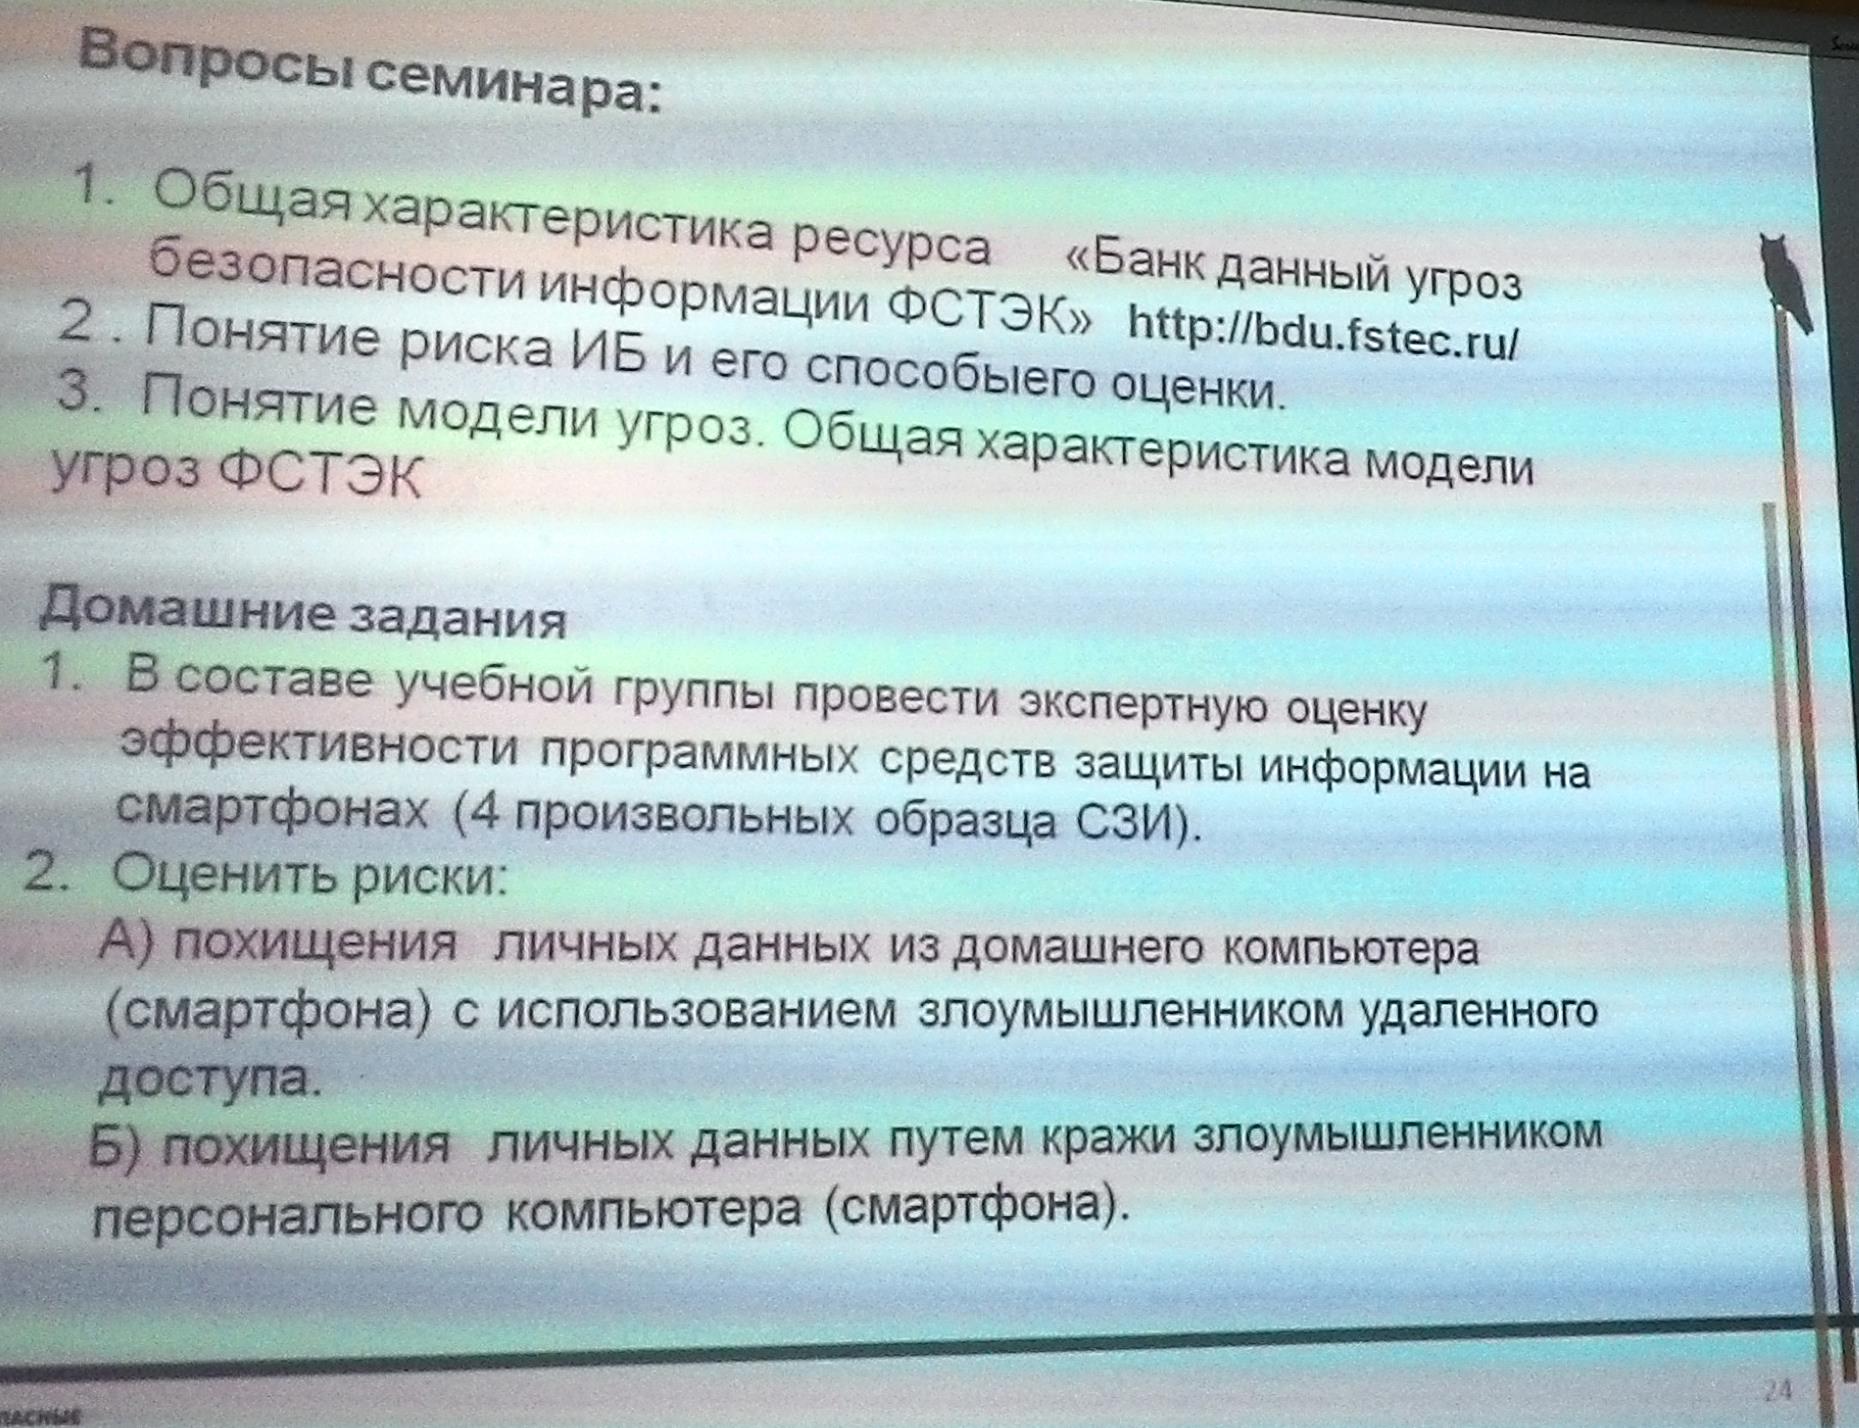 Вопросы семинара:
1. Общая характеристика ресурса «Банк данный угроз
безопасности информации ФСТЭК» http://bdu.fstec.ru/
2 . Понятие риска ИБ и его способыего оценки.
3. Понятие модели угроз. Общая характеристика модели
угроз ФСТЭК
Домашние задания
1. В составе учебной группы провести экспертную оценку
эффективности программных средств защиты информации на
смартфонах (4 произвольных образца СЗИ).
2. Оценить риски:
А) похищения личных данных из домашнего компьютера
(смартфона) с использованием злоумышленником удаленного
доступа.
Б) похищения личных данных путем кражи злоумышленником
персонального компьютера (смартфона).
24